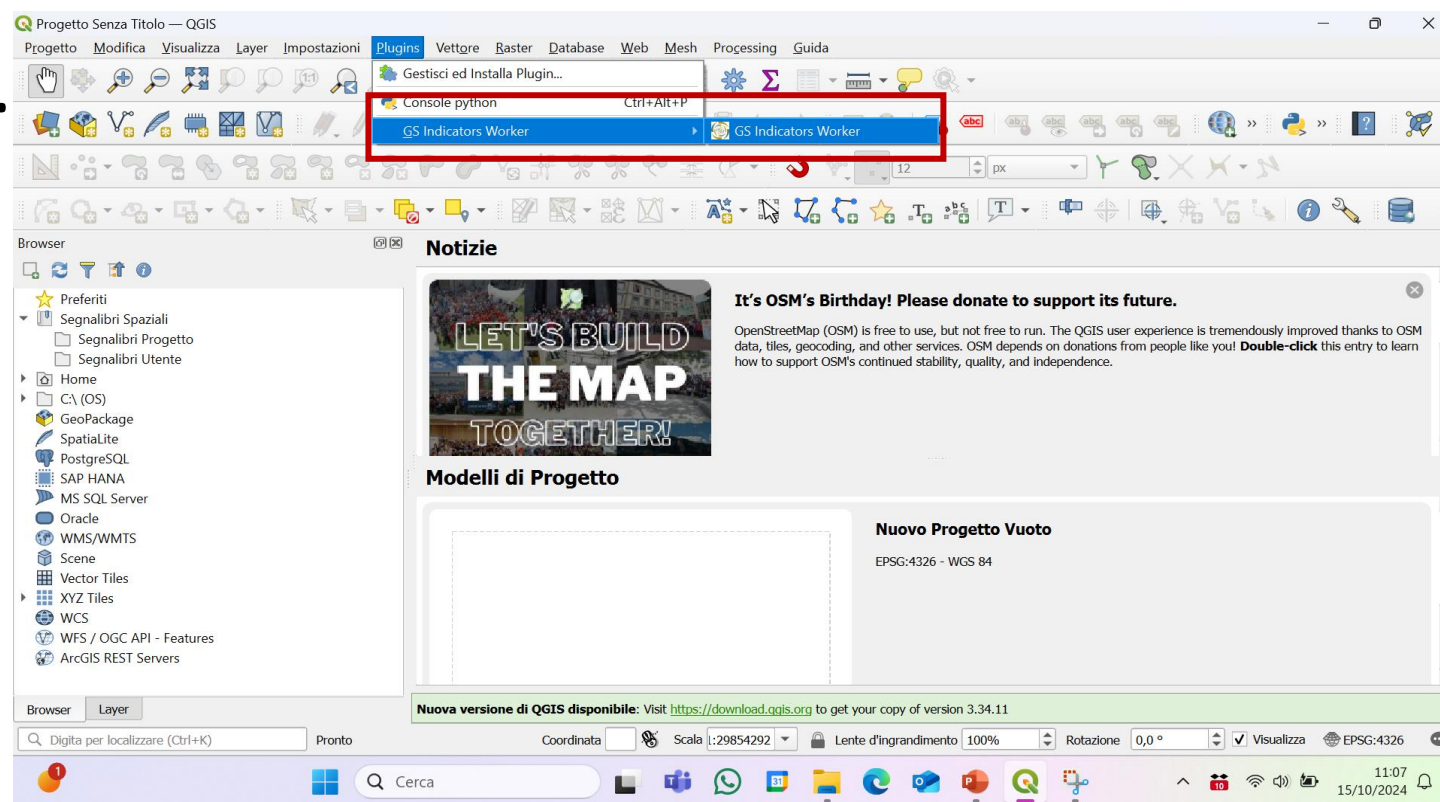 Progetto Senza Titolo — QGIS
Progetto Modifica Visualizza Layer Impostazioni Plugins Vettore Raster Database Web Mesh Processing Guida
Gestisci ed Installa Plugin...
Console python Ctrl+Alt+P
GS Indicators Worker GS Indicators Worker
12 px
Browser
Notizie
Preferiti
Segnalibri Spaziali
Segnalibri Progetto
Segnalibri Utente
Home
C:\ (OS)
GeoPackage
SpatiaLite
PostgreSQL
SAP HANA
MS SQL Server
Oracle
WMS/WMTS
Scene
Vector Tiles
XYZ Tiles
WCS
WFS / OGC API - Features
ArcGIS REST Servers
LET'S BUILD
THE MAP
TOGETHER!
It's OSM's Birthday! Please donate to support its future.
OpenStreetMap (OSM) is free to use, but not free to run. The QGIS user experience is tremendously improved thanks to OSM
data, tiles, geocoding, and other services. OSM depends on donations from people like you! Double-click this entry to learn
how to support OSM's continued stability, quality, and independence.
Modelli di Progetto
Nuovo Progetto Vuoto
EPSG:4326 - WGS 84
Browser Layer
Nuova versione di QGIS disponibile: Visit https://download.qgis.org to get your copy of version 3.34.11
Digita per localizzare (Ctrl+K) Pronto Coordinata Scala 1:29854292 Lente d'ingrandimento 100% Rotazione 0,0 ° Visualizza EPSG:4326
Cerca
11:07
15/10/2024